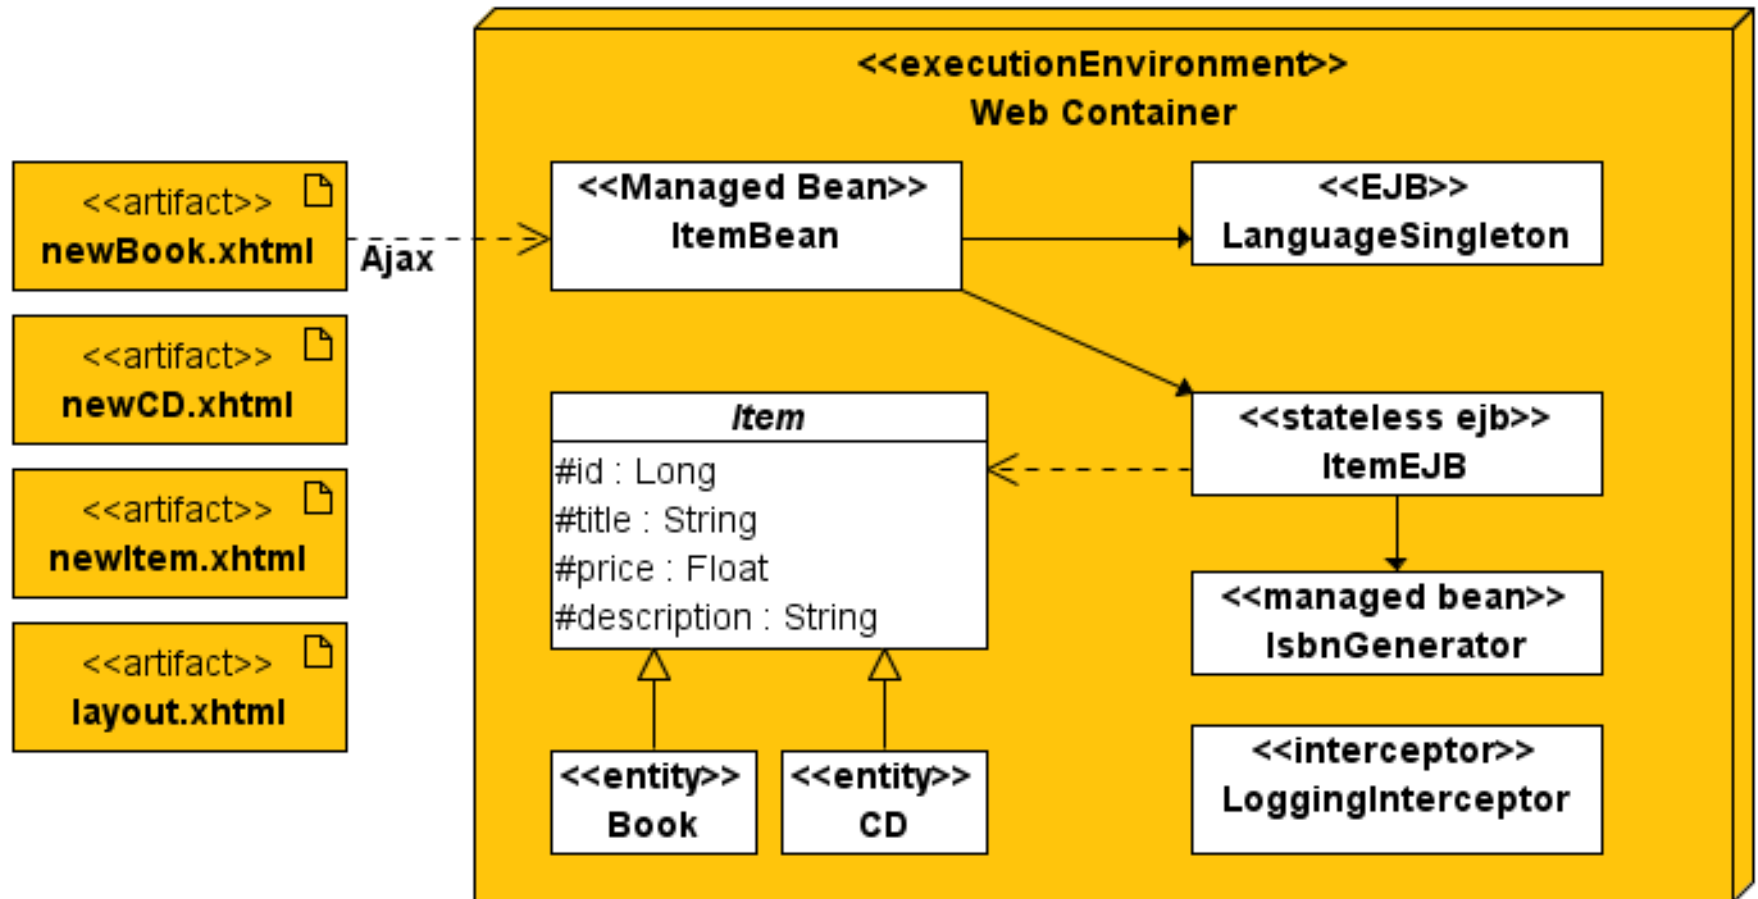 <<executionEnvironment>>
Web Container
<<artifact>>
newBook.xhtml
Ajax
<<artifact>>
newCD.xhtml
<<artifact>>
newItem.xhtml
<<artifact>>
layout.xhtml
<<Managed Bean>>
ItemBean
<<EJB>>
LanguageSingleton
Item
#id : Long
#title : String
#price : Float
#description : String
<<stateless ejb>>
ItemEJB
<<managed bean>>
IsbnGenerator
<<entity>>
Book
<<entity>>
CD
<<interceptor>>
LoggingInterceptor